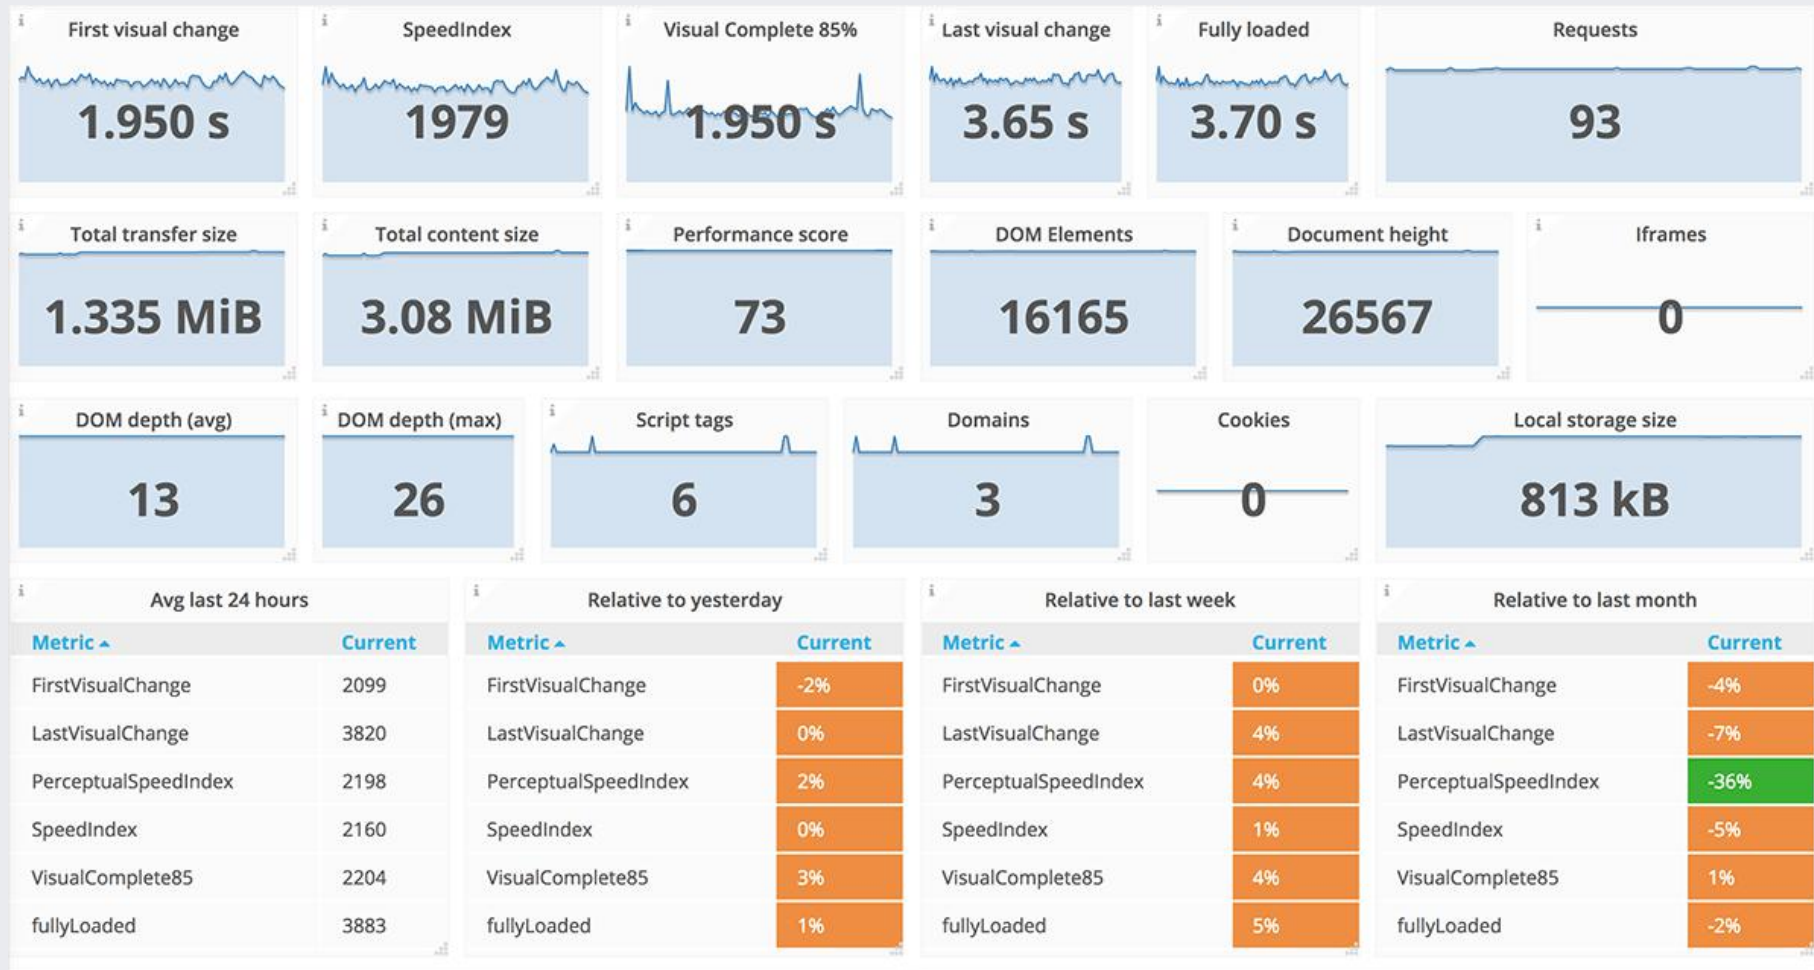 First visual change
SpeedIndex
Visual Complete 85%
Last visual change
Fully loaded
Requests
1.950 s
1979
1.950 s
3.65 s
3.70 s
93
Total transfer size
Total content size
Performance score
DOM Elements
Document height
Iframes
1.335 MiB
3.08 MiB
73
16165
26567
0
DOM depth (avg)
DOM depth (max)
Script tags
Domains
Cookies
Local storage size
13
26
6
3
0
813 kB
Avg last 24 hours
Metric Current
FirstVisualChange 2099
LastVisualChange 3820
PerceptualSpeedIndex 2198
SpeedIndex 2160
VisualComplete85 2204
fullyLoaded 3883
Relative to yesterday
Metric Current
FirstVisualChange -2%
LastVisualChange 0%
PerceptualSpeedIndex 2%
SpeedIndex 0%
VisualComplete85 3%
fullyLoaded 1%
Relative to last week
Metric Current
FirstVisualChange 0%
LastVisualChange 4%
PerceptualSpeedIndex 4%
SpeedIndex 1%
VisualComplete85 4%
fullyLoaded 5%
Relative to last month
Metric Current
FirstVisualChange -4%
LastVisualChange -7%
PerceptualSpeedIndex -36%
SpeedIndex -5%
VisualComplete85 1%
fullyLoaded -2%